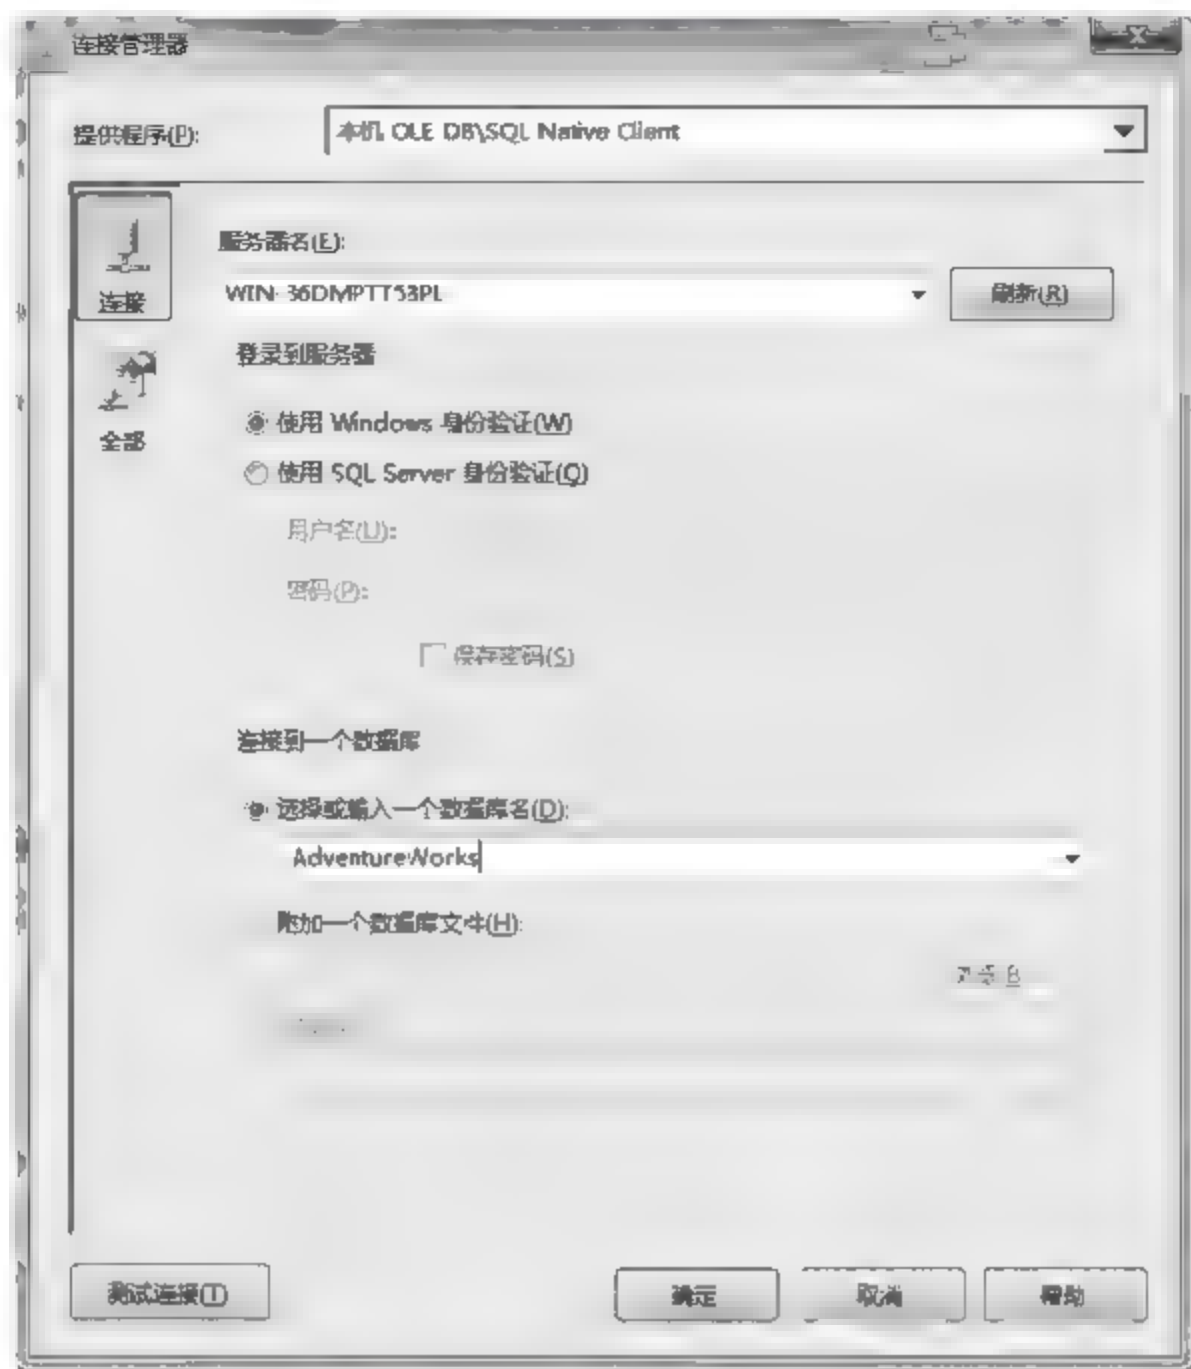 连接管理器
提供程序(P):
本机 OLE DB\SQL Native Client
连接
全部
服务器名(E):
WIN-36DMPTT53PL
刷新(R)
登录到服务器
使用 Windows 身份验证(W)
使用 SQL Server 身份验证(Q)
用户名(U):
密码(P):
保存密码(S)
连接到一个数据库
选择或输入一个数据库名(D):
AdventureWorks
附加一个数据库文件(H):
测试连接(T)
确定
取消
帮助